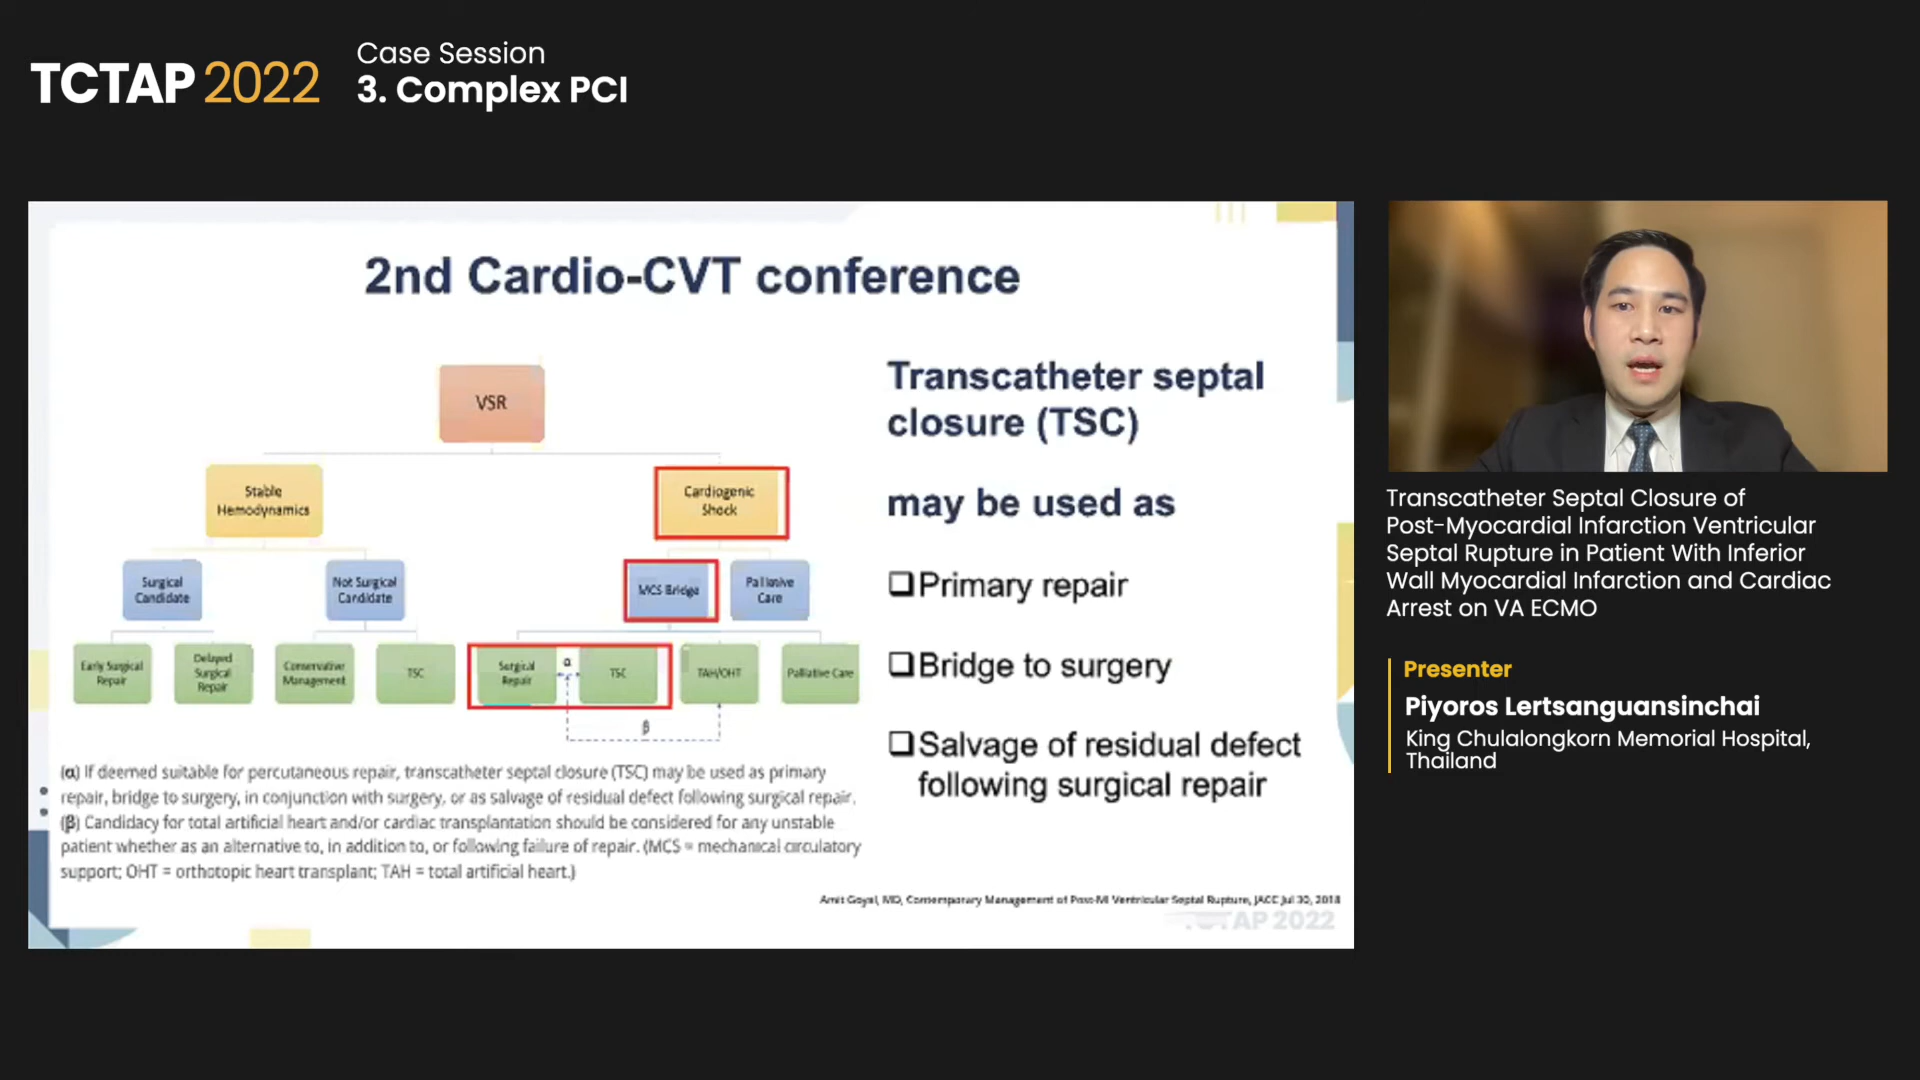 TCTAP 2022
Case Session
3. Complex PCI
2nd Cardio-CVT conference
VSR
Stable
Hemodynamics
Cardiogenic
Shock
Surgical
Candidate
Not Surgical
Candidate
MCS Bridge
Palliative
Care
Early Surgical
Repair
Delayed
Surgical
Repair
Conservative
Management
TSC
Surgical
Repair
α
TSC
TAH/OHT
Palliative Care
β
(α) If deemed suitable for percutaneous repair, transcatheter septal closure (TSC) may be used as primary
repair, bridge to surgery, in conjunction with surgery, or as salvage of residual defect following surgical repair.
(β) Candidacy for total artificial heart and/or cardiac transplantation should be considered for any unstable
patient whether as an alternative to, in addition to, or following failure of repair. (MCS = mechanical circulatory
support; OHT = orthotopic heart transplant; TAH = total artificial heart.)
Transcatheter septal
closure (TSC)
may be used as
❑Primary repair
❑Bridge to surgery
❑Salvage of residual defect
following surgical repair
Amit Goyal, MD, Contemporary Management of Post-MI Ventricular Septal Rupture, JACC Jul 30, 2018
TCTAP 2022
Transcatheter Septal Closure of
Post-Myocardial Infarction Ventricular
Septal Rupture in Patient With Inferior
Wall Myocardial Infarction and Cardiac
Arrest on VA ECMO
Presenter
Piyoros Lertsanguansinchai
King Chulalongkorn Memorial Hospital,
Thailand